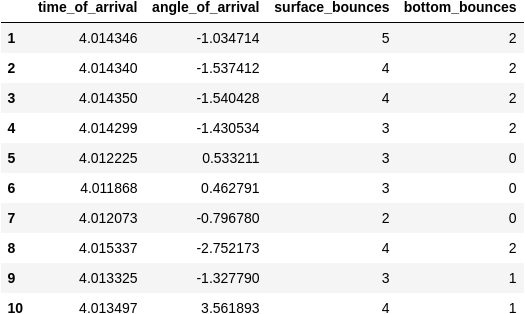 time_of_arrival angle_of_arrival surface_bounces bottom_bounces
1 4.014346 -1.034714 5 2
2 4.014340 -1.537412 4 2
3 4.014350 -1.540428 4 2
4 4.014299 -1.430534 3 2
5 4.012225 0.533211 3 0
6 4.011868 0.462791 3 0
7 4.012073 -0.796780 2 0
8 4.015337 -2.752173 4 2
9 4.013325 -1.327790 3 1
10 4.013497 3.561893 4 1